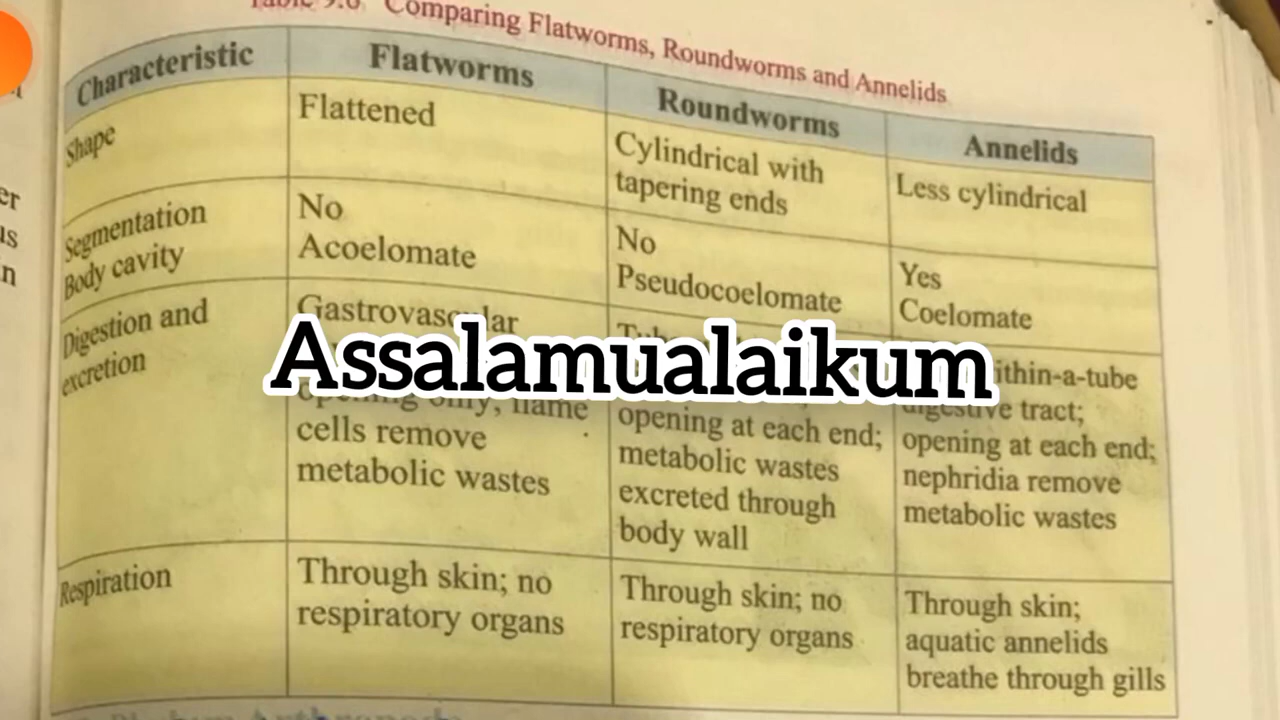 Comparing Flatworms, Roundworms and Annelids
Characteristic Flatworms Roundworms Annelids
Shape
Flattened
Cylindrical with
tapering ends
Less cylindrical
Segmentation
No
No
Yes
Body cavity
Acoelomate
Pseudocoelomate
Coelomate
Digestion and
excretion
cells remove
metabolic wastes
opening at each end;
metabolic wastes
excreted through
body wall
digestive tract;
opening at each end;
nephridia remove
metabolic wastes
Assalamualaikum
Respiration
Through skin; no
respiratory organs
Through skin; no
respiratory organs
Through skin;
aquatic annelids
breathe through gills